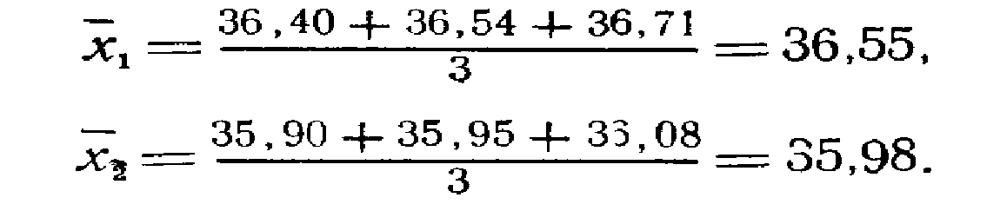 x̄₁ = (36,40 + 36,54 + 36,71) / 3 = 36,55,
x̄₂ = (35,90 + 35,95 + 36,08) / 3 = 35,98.